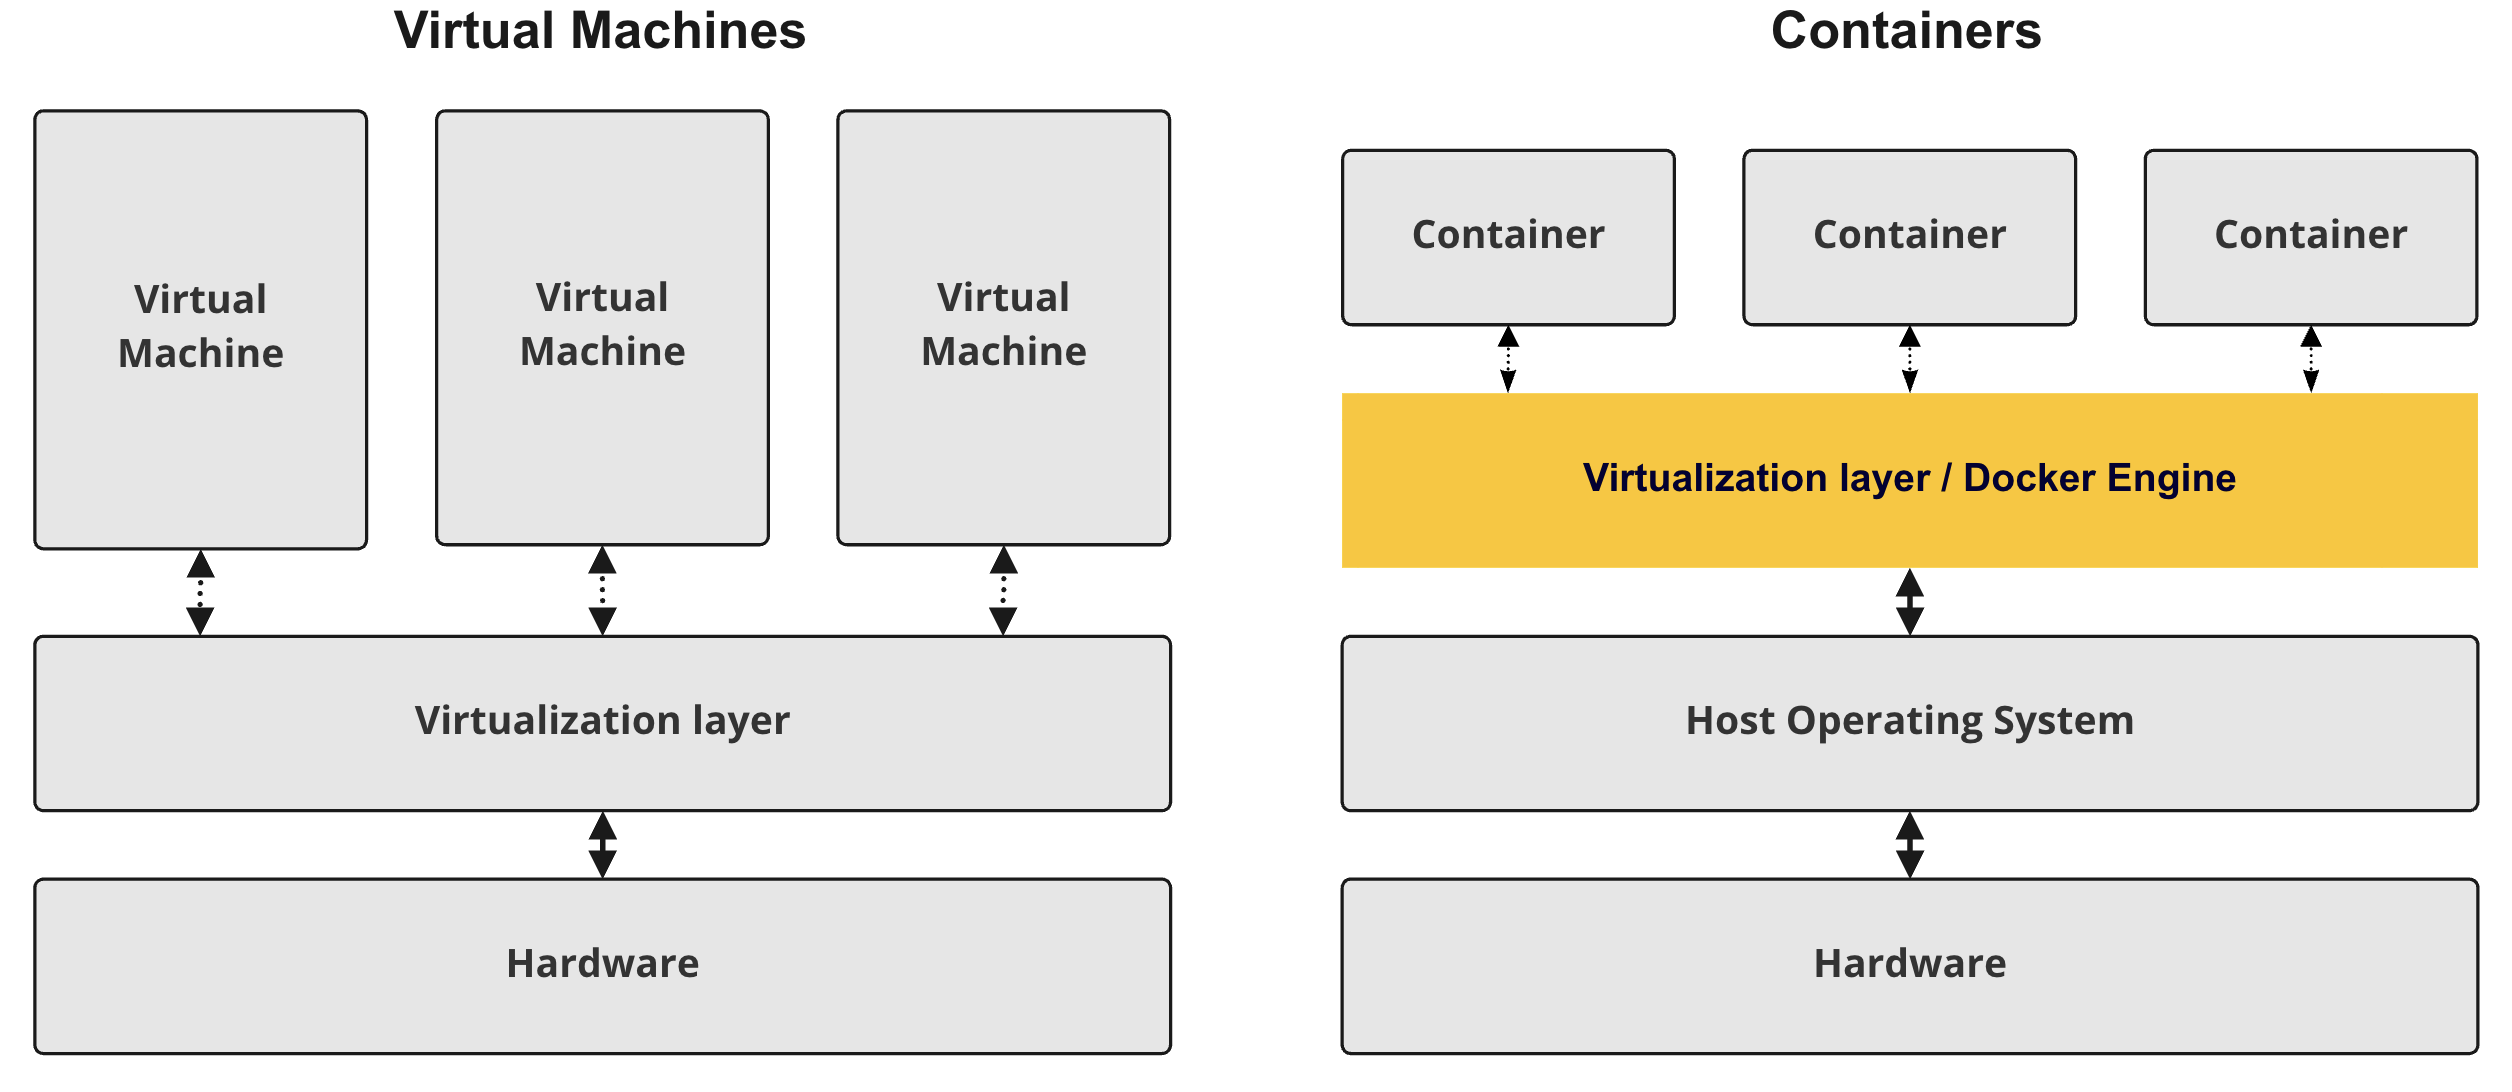 Virtual Machines
Virtual
Machine
Virtual
Machine
Virtual
Machine
Virtualization layer
Hardware
Containers
Container
Container
Container
Virtualization layer / Docker Engine
Host Operating System
Hardware